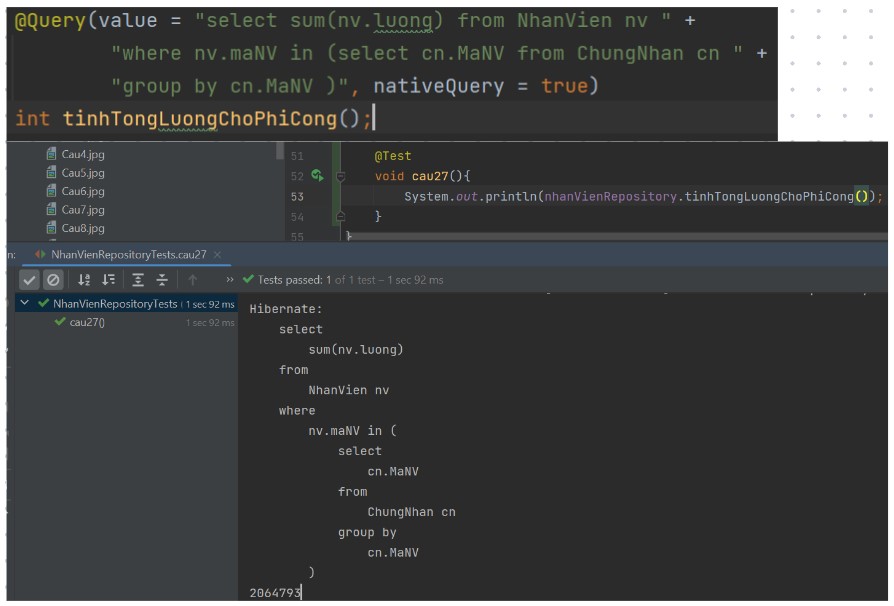 @Query(value = "select sum(nv.luong) from NhanVien nv " +
"where nv.maNV in (select cn.MaNV from ChungNhan cn " +
"group by cn.MaNV )", nativeQuery = true)
int tinhTongLuongChoPhiCong();
Cau4.jpg
Cau5.jpg
Cau6.jpg
Cau7.jpg
Cau8.jpg
51 @Test
52 void cau27(){
53 System.out.println(nhanVienRepository.tinhTongLuongChoPhiCong());
54 }
55 }
n: NhanVienRepositoryTests.cau27 ×
» Tests passed: 1 of 1 test – 1 sec 92 ms
NhanVienRepositoryTests 1 sec 92 ms
cau27() 1 sec 92 ms
Hibernate:
select
sum(nv.luong)
from
NhanVien nv
where
nv.maNV in (
select
cn.MaNV
from
ChungNhan cn
group by
cn.MaNV
)
2064793